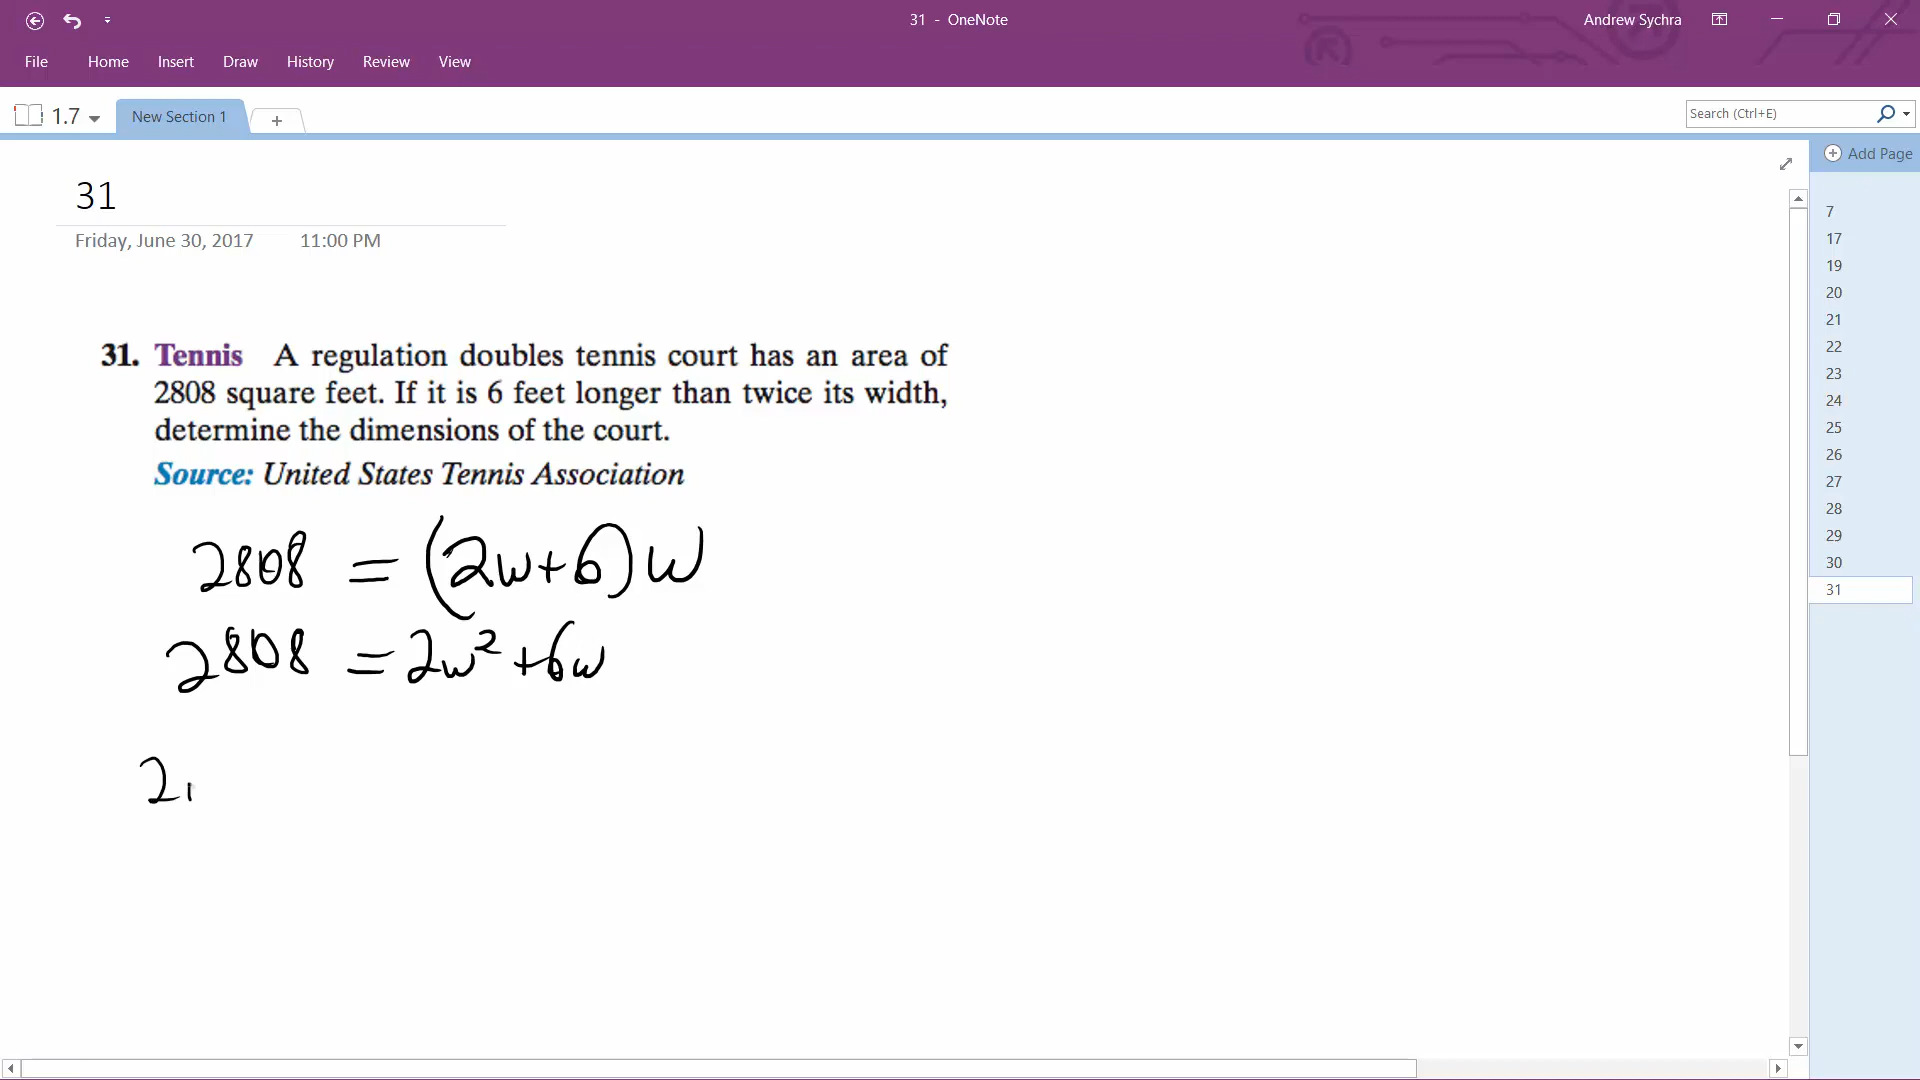 31 - OneNote
Andrew Sychra
File Home Insert Draw History Review View
1.7 New Section 1 +
Search (Ctrl+E)
Add Page
31
Friday, June 30, 2017 11:00 PM
31. Tennis A regulation doubles tennis court has an area of
2808 square feet. If it is 6 feet longer than twice its width,
determine the dimensions of the court.
Source: United States Tennis Association
2808 = (2w+6)w
2808 = 2w² +6w
2
7
17
19
20
21
22
23
24
25
26
27
28
29
30
31